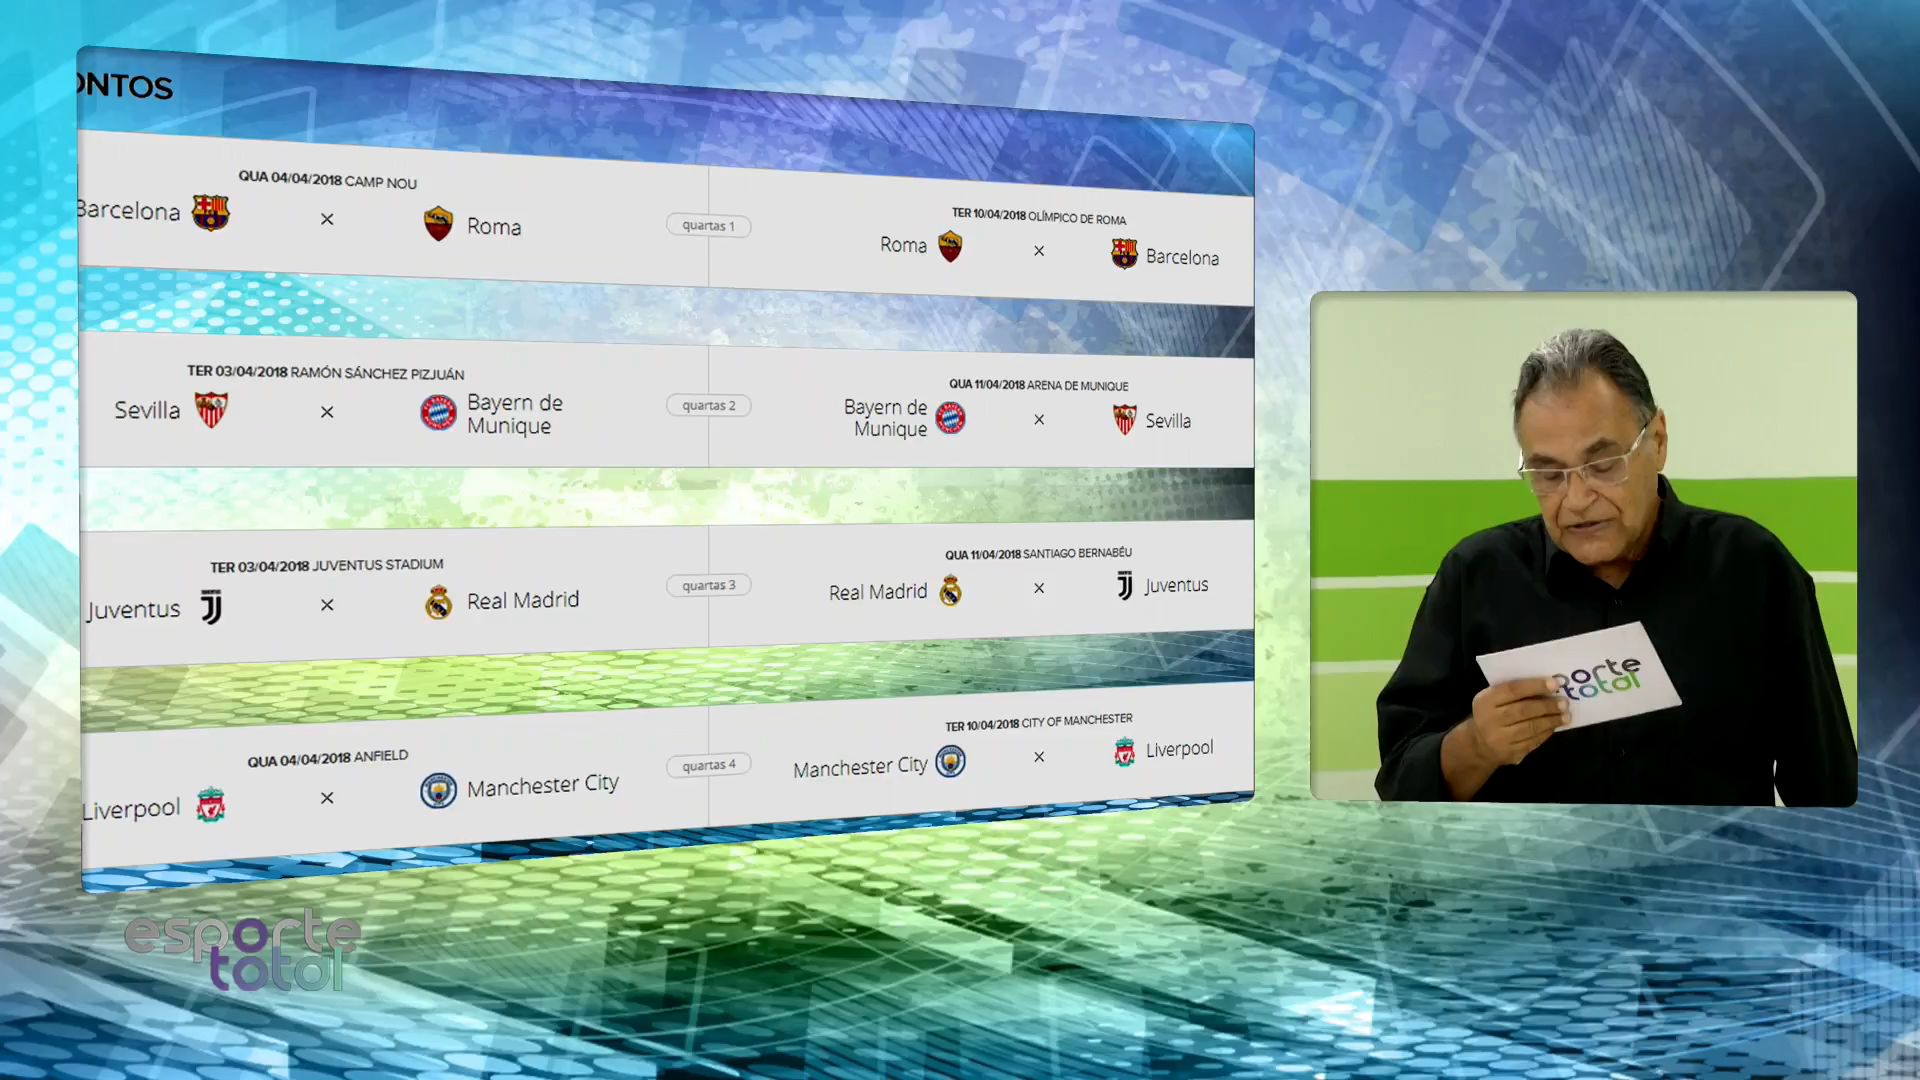 ONTOS
QUA 04/04/2018 CAMP NOU
Barcelona × Roma
quartas 1
TER 10/04/2018 OLÍMPICO DE ROMA
Roma × Barcelona
TER 03/04/2018 RAMÓN SÁNCHEZ PIZJUÁN
Sevilla × Bayern de
Munique
quartas 2
QUA 11/04/2018 ARENA DE MUNIQUE
Bayern de
Munique × Sevilla
TER 03/04/2018 JUVENTUS STADIUM
Juventus × Real Madrid
quartas 3
QUA 11/04/2018 SANTIAGO BERNABÉU
Real Madrid × Juventus
QUA 04/04/2018 ANFIELD
Liverpool × Manchester City
quartas 4
TER 10/04/2018 CITY OF MANCHESTER
Manchester City × Liverpool
porte
total
esporte
total